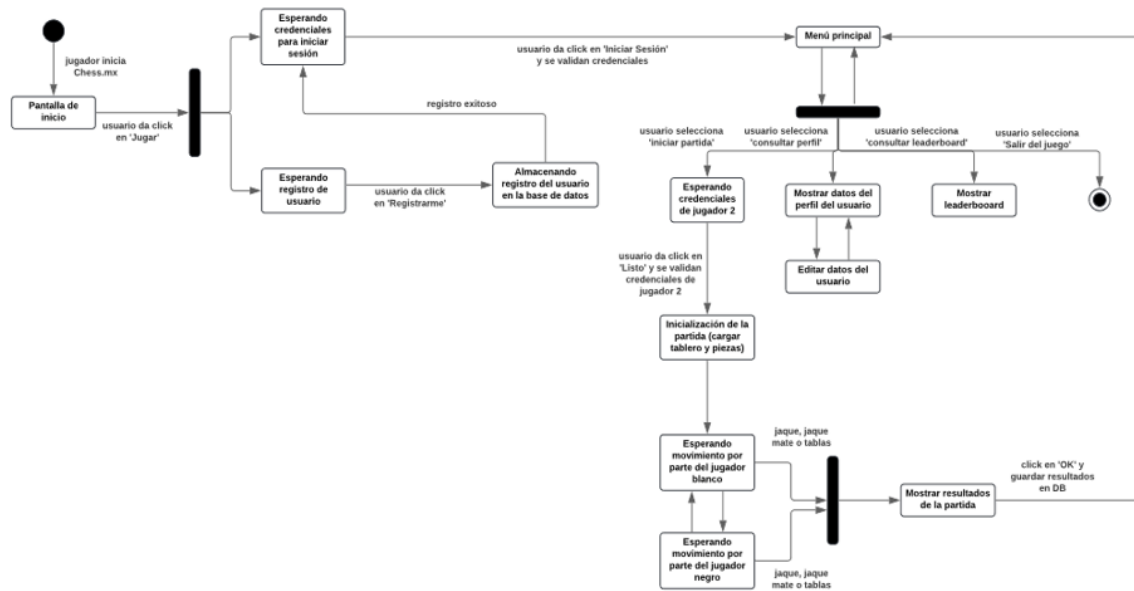 jugador inicia
Chess.mx
Pantalla de
inicio
usuario da click
en 'Jugar'
Esperando
credenciales
para iniciar
sesión
usuario da click en 'Iniciar Sesión'
y se validan credenciales
registro exitoso
Esperando
registro de
usuario
usuario da click
en 'Registrarme'
Almacenando
registro del usuario
en la base de datos
Menú principal
usuario selecciona
'iniciar partida'
usuario selecciona
'consultar perfil'
usuario selecciona
'consultar leaderboard'
usuario selecciona
'Salir del juego'
Esperando
credenciales
de jugador 2
Mostrar datos del
perfil del usuario
Mostrar
leaderbooard
Editar datos del
usuario
usuario da click en
'Listo' y se validan
credenciales de
jugador 2
Inicialización de la
partida (cargar
tablero y piezas)
Esperando
movimiento por
parte del jugador
blanco
jaque, jaque
mate o tablas
Esperando
movimiento por
parte del jugador
negro
jaque, jaque
mate o tablas
Mostrar resultados
de la partida
click en 'OK' y
guardar resultados
en DB